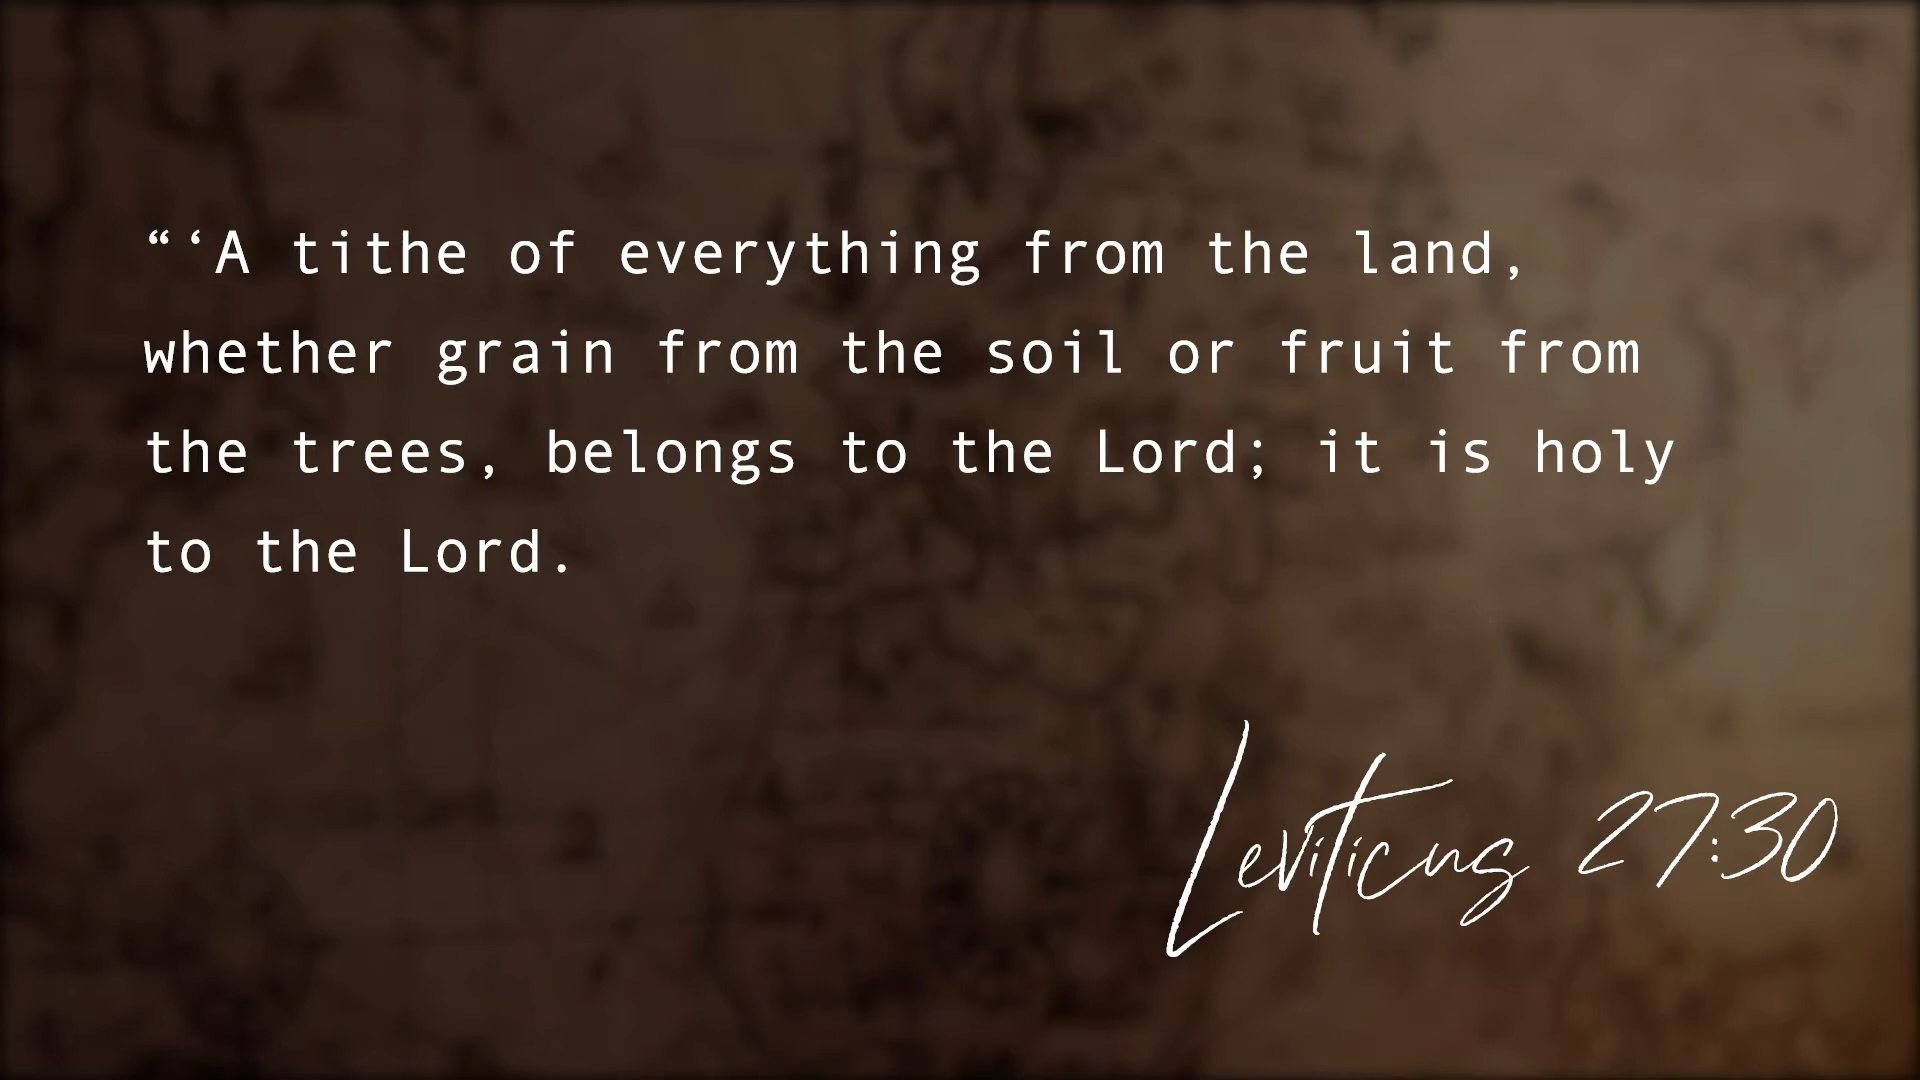 “‘A tithe of everything from the land,
whether grain from the soil or fruit from
the trees, belongs to the Lord; it is holy
to the Lord.
Leviticus 27:30